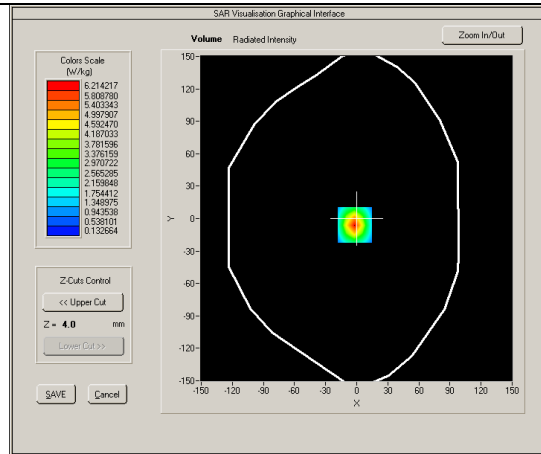 SAR Visualisation Graphical Interface
Volume Radiated Intensity
Zoom In/Out
Colors Scale
(W/kg)
6.214217
5.808780
5.403343
4.997907
4.592470
4.187033
3.781596
3.376159
2.970722
2.565285
2.159848
1.754412
1.348975
0.943538
0.538101
0.132664
Z-Cuts Control
<< Upper Cut
Z = 4.0 mm
Lower Cut >>
SAVE Cancel
150-
120-
90-
60-
30-
Y 0-
-30-
-60-
-90-
-120-
-150-
-150 -120 -90 -60 -30 0 30 60 90 120 150
X